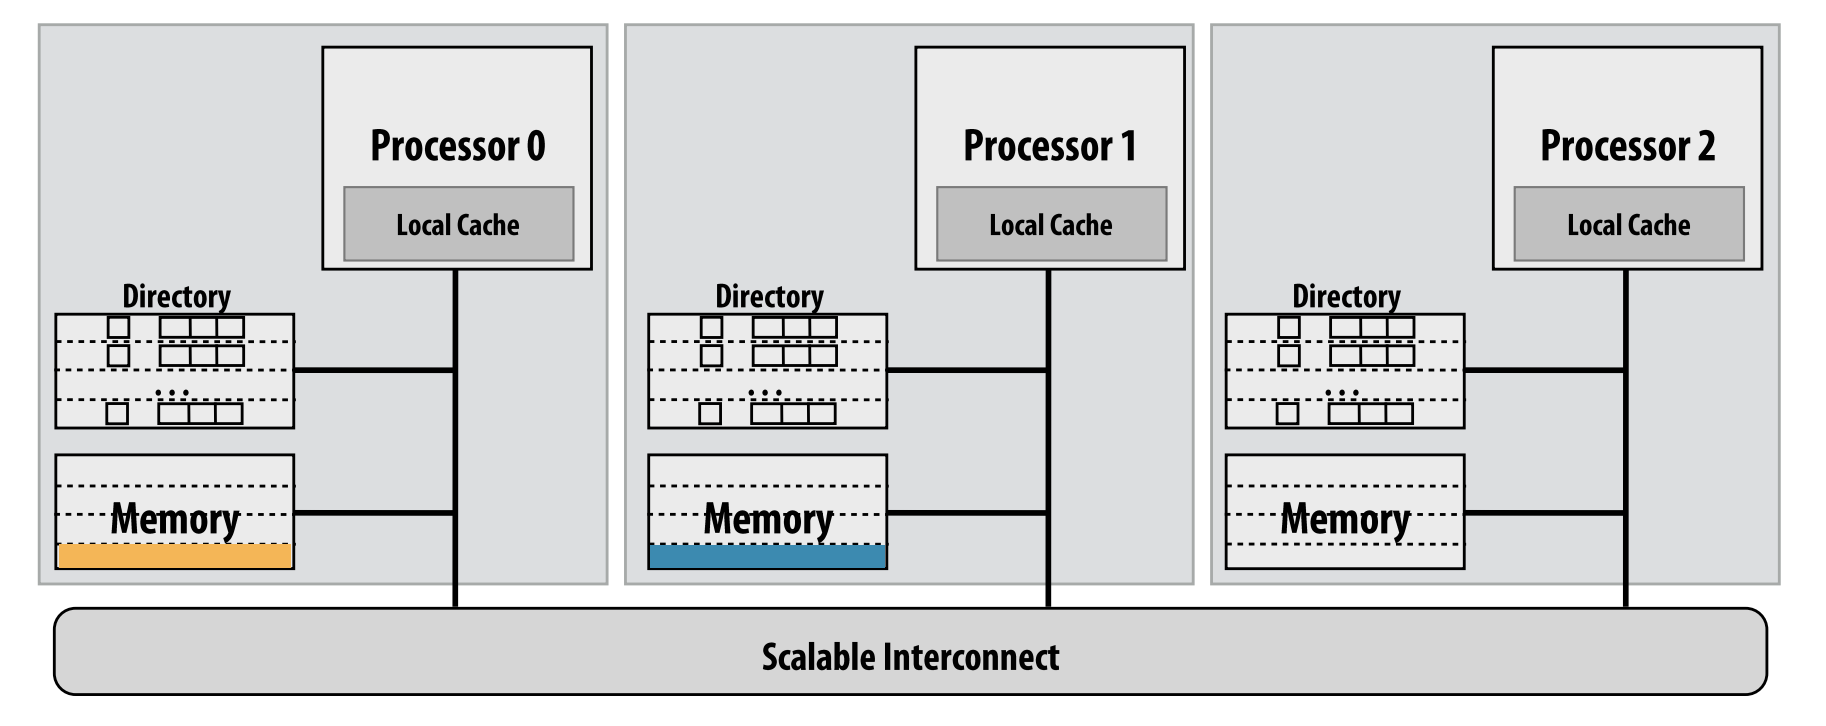 Processor 0
Local Cache
Directory
...
Memory
Processor 1
Local Cache
Directory
...
Memory
Processor 2
Local Cache
Directory
...
Memory
Scalable Interconnect